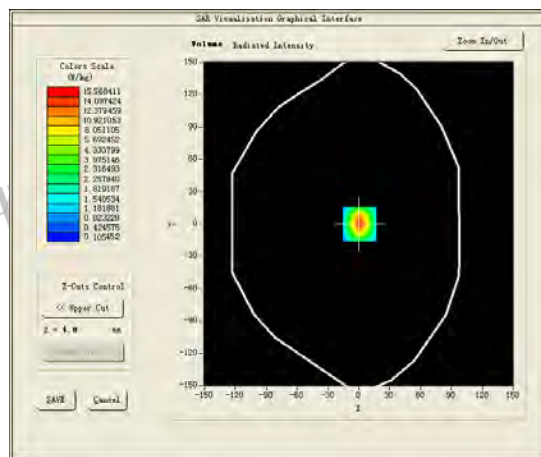 SAR Visualisation Graphical Interface
Volume Radiated Intensity
Zoom In/Out
Colors Scale
(W/kg)
15.568411
14.097424
12.379459
10.921053
8.051105
5.692452
4.330799
3.975146
2.316493
2.257840
1.819187
1.540534
1.181881
0.823228
0.424575
0.105452
Z-Cuts Control
<< Upper Cut
Z = 4.0 mm
SAVE
Cancel
150
120
90
60
30
0
-30
-60
-90
-120
-150
Y
-150 -120 -90 -60 -30 0 30 60 90 120 150
X